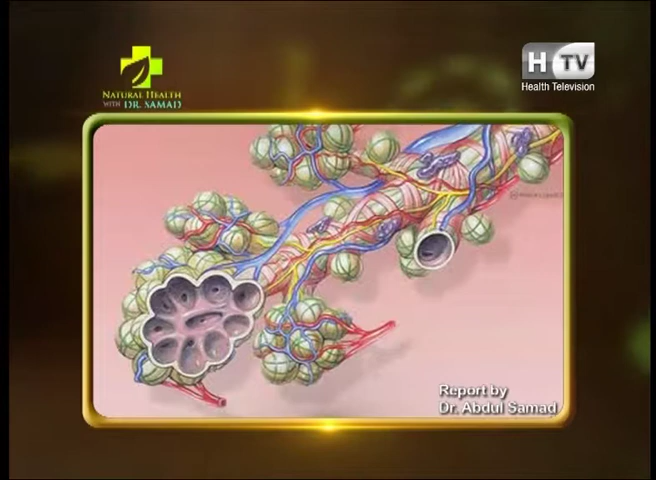 H TV
Health Television
NATURAL HEALTH
WITH DR. SAMAD
Report by
Dr. Abdul Samad